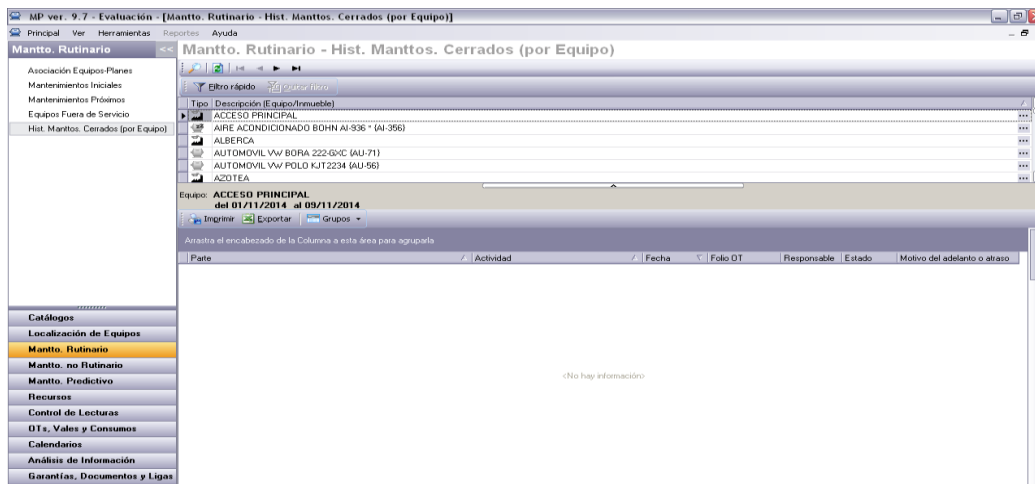 MP ver. 9.7 - Evaluación - [Mantto. Rutinario - Hist. Manttos. Cerrados (por Equipo)]
Principal Ver Herramientas Reportes Ayuda
Mantto. Rutinario <<
Mantto. Rutinario - Hist. Manttos. Cerrados (por Equipo)
Asociación Equipos-Planes
Mantenimientos Iniciales
Mantenimientos Próximos
Equipos Fuera de Servicio
Hist. Manttos. Cerrados (por Equipo)
Filtro rápido Quitar filtro
Tipo Descripción (Equipo/Inmueble)
ACCESO PRINCIPAL
AIRE ACONDICIONADO BOHN AI-936 * {AI-356}
ALBERCA
AUTOMOVIL VW BORA 222-GXC {AU-71}
AUTOMOVIL VW POLO KJT2234 {AU-56}
AZOTEA
Equipo: ACCESO PRINCIPAL
del 01/11/2014 al 09/11/2014
Imprimir Exportar Grupos
Arrastra el encabezado de la Columna a esta área para agruparla
Parte Actividad Fecha Folio OT Responsable Estado Motivo del adelanto o atraso
<No hay información>
Catálogos
Localización de Equipos
Mantto. Rutinario
Mantto. no Rutinario
Mantto. Predictivo
Recursos
Control de Lecturas
OTs, Vales y Consumos
Calendarios
Análisis de Información
Garantías, Documentos y Ligas